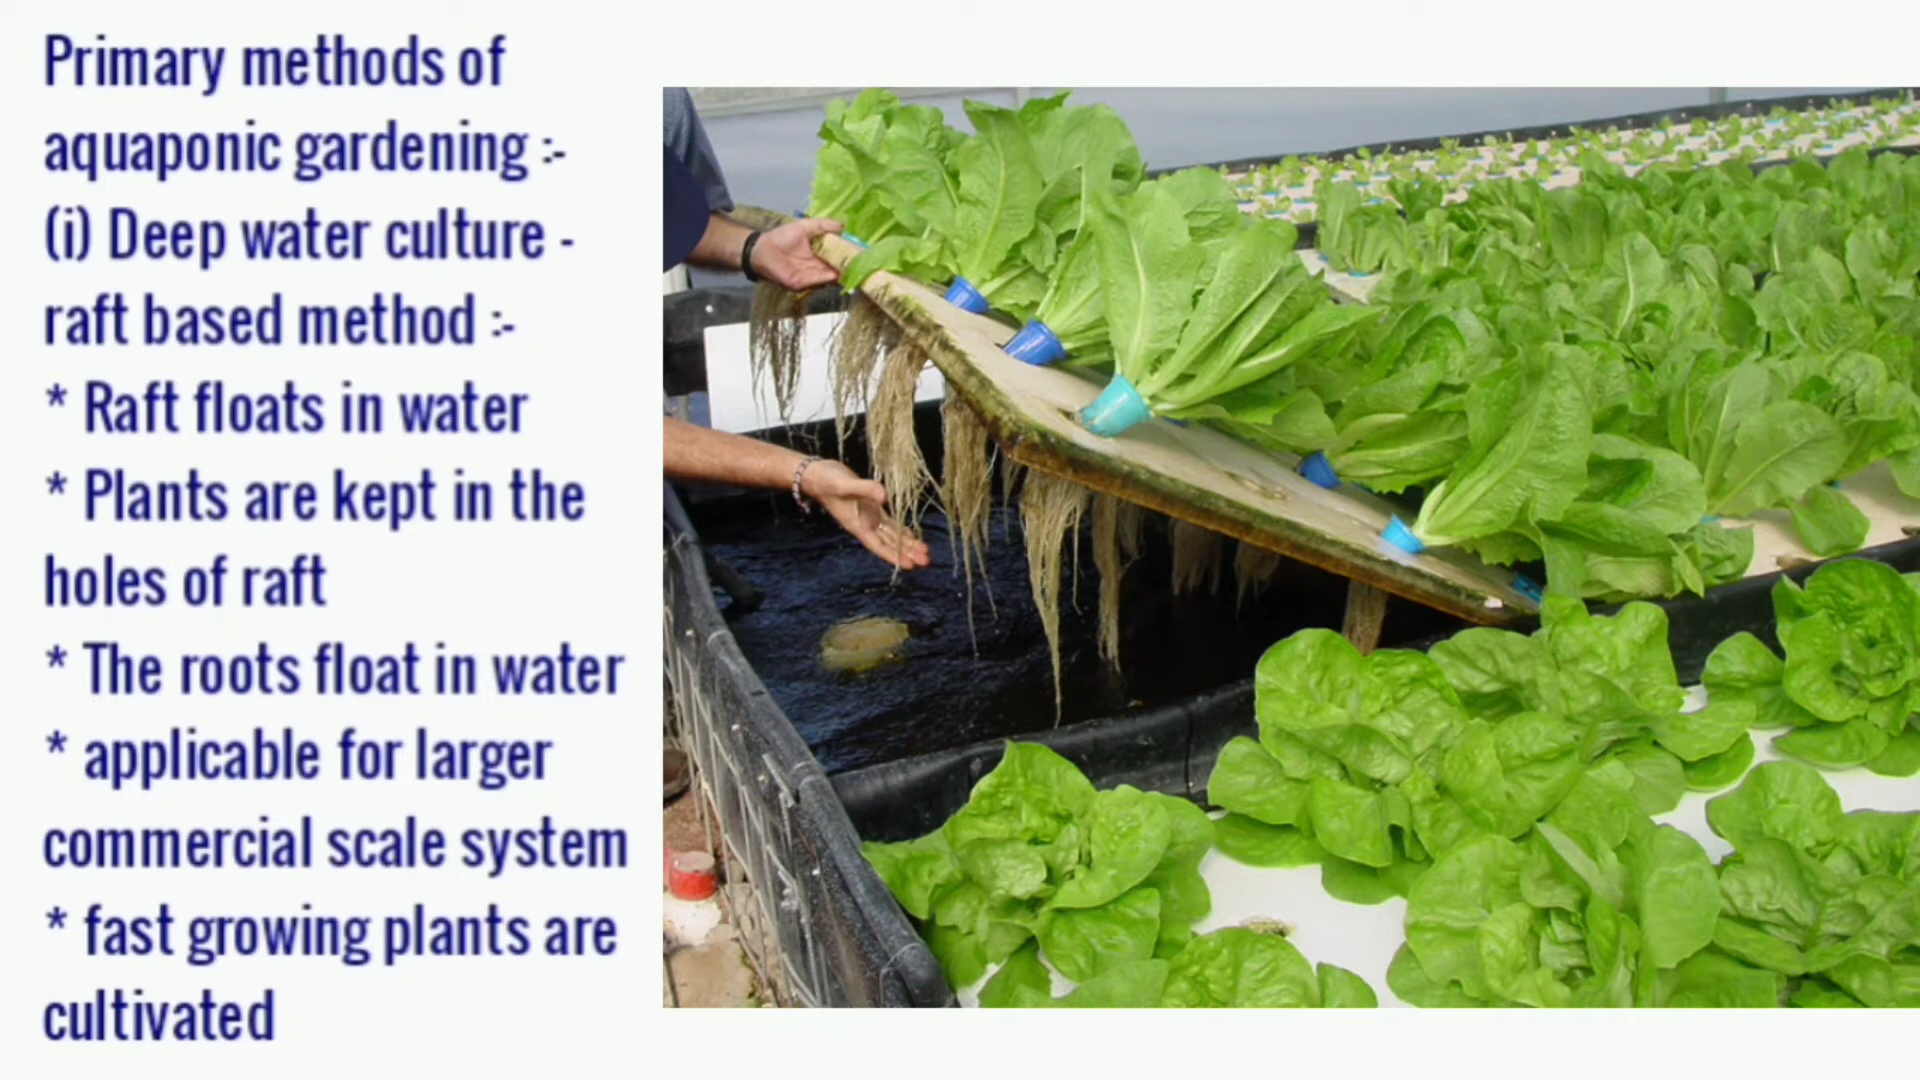 Primary methods of
aquaponic gardening :-
(i) Deep water culture -
raft based method :-
* Raft floats in water
* Plants are kept in the
holes of raft
* The roots float in water
* applicable for larger
commercial scale system
* fast growing plants are
cultivated